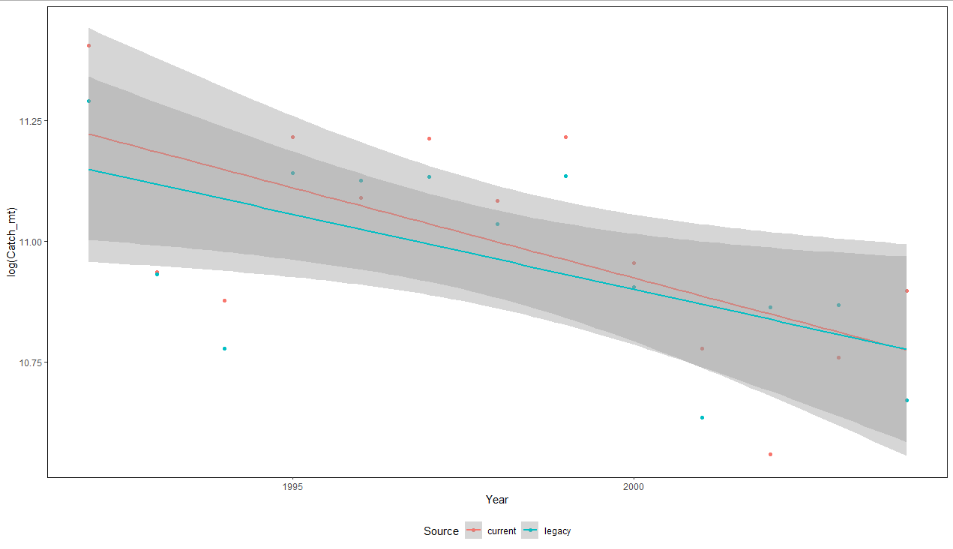 log(Catch_mt)
11.25
11.00
10.75
1995
2000
Year
Source current legacy